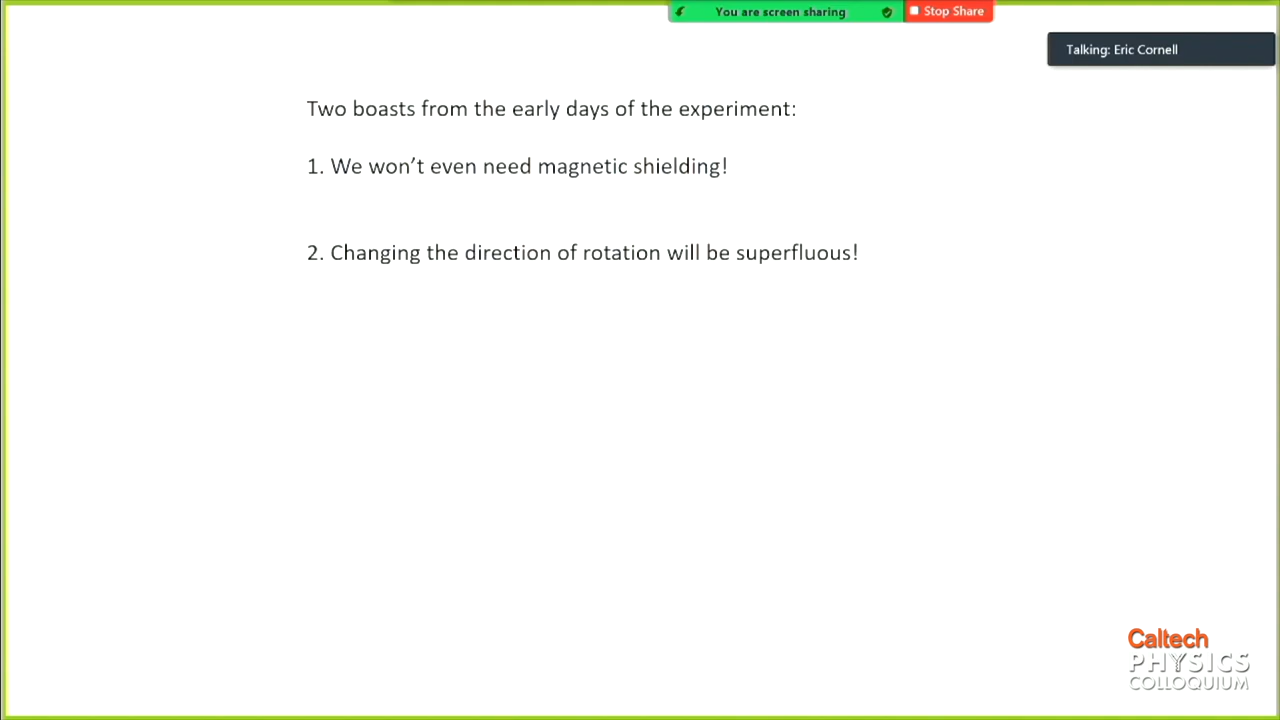 You are screen sharing
Stop Share
Talking: Eric Cornell
Two boasts from the early days of the experiment:
1. We won’t even need magnetic shielding!
2. Changing the direction of rotation will be superfluous!
Caltech
PHYSICS
COLLOQUIUM